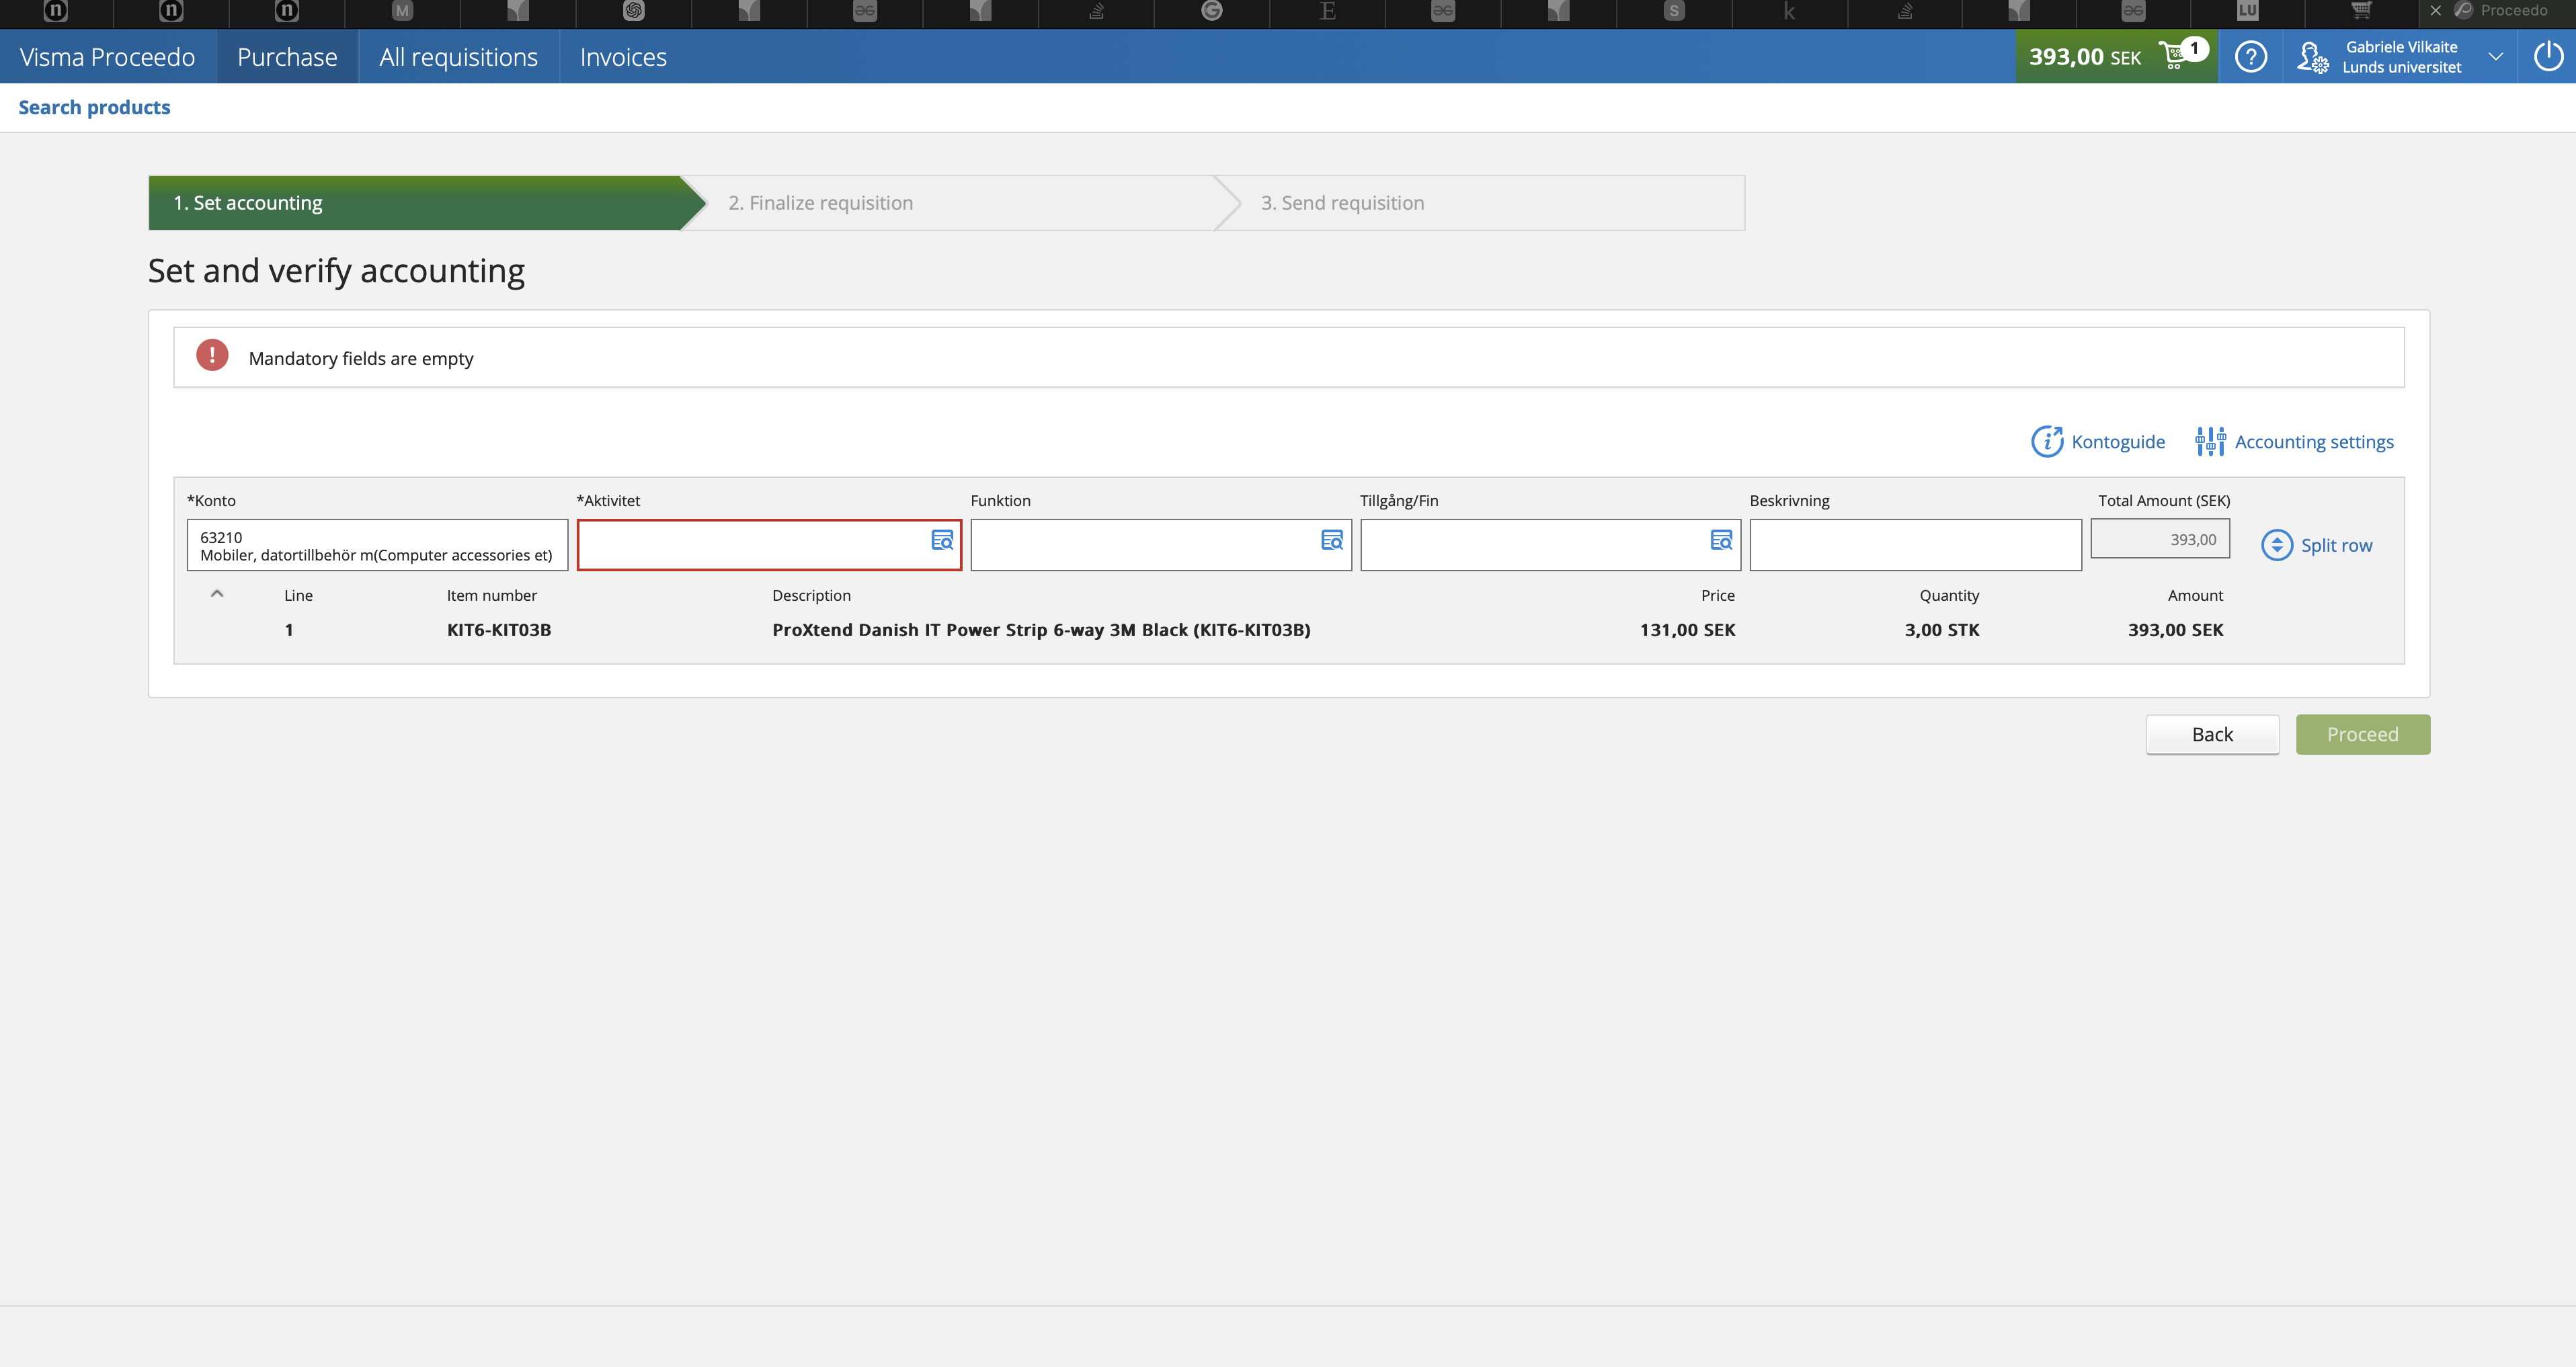 n n n M G E S k LU Proceedo
Visma Proceedo Purchase All requisitions Invoices 393,00 SEK 1 ? Gabriele Vilkaite
Lunds universitet
Search products
1. Set accounting 2. Finalize requisition 3. Send requisition
Set and verify accounting
! Mandatory fields are empty
Kontoguide Accounting settings
*Konto *Aktivitet Funktion Tillgång/Fin Beskrivning Total Amount (SEK)
63210
Mobiler, datortillbehör m(Computer accessories et) 393,00 Split row
Line Item number Description Price Quantity Amount
1 KIT6-KIT03B ProXtend Danish IT Power Strip 6-way 3M Black (KIT6-KIT03B) 131,00 SEK 3,00 STK 393,00 SEK
Back Proceed